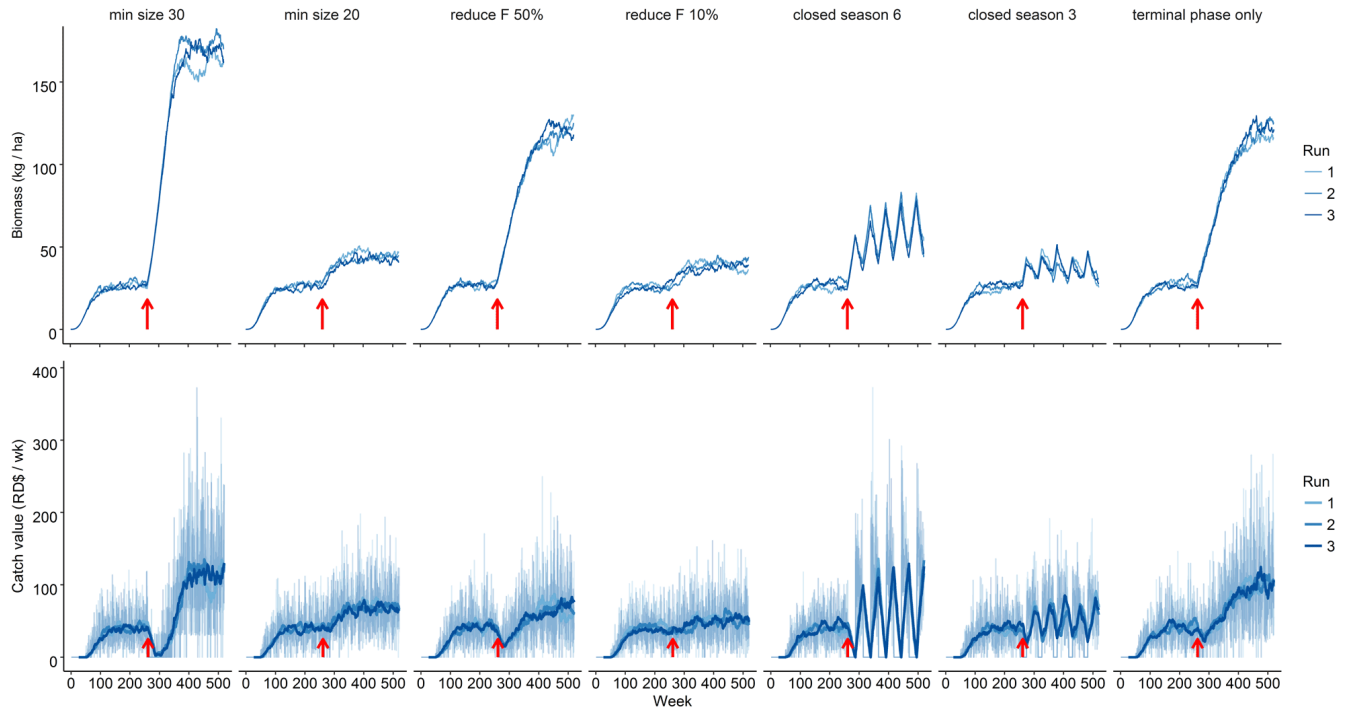 min size 30 min size 20 reduce F 50% reduce F 10% closed season 6 closed season 3 terminal phase only
Biomass (kg / ha)
150
100
50
0
Run
1
2
3
Catch value (RD$ / wk)
400
300
200
100
0
Run
1
2
3
0 100 200 300 400 500 0 100 200 300 400 500 0 100 200 300 400 500 0 100 200 300 400 500 0 100 200 300 400 500 0 100 200 300 400 500 0 100 200 300 400 500
Week